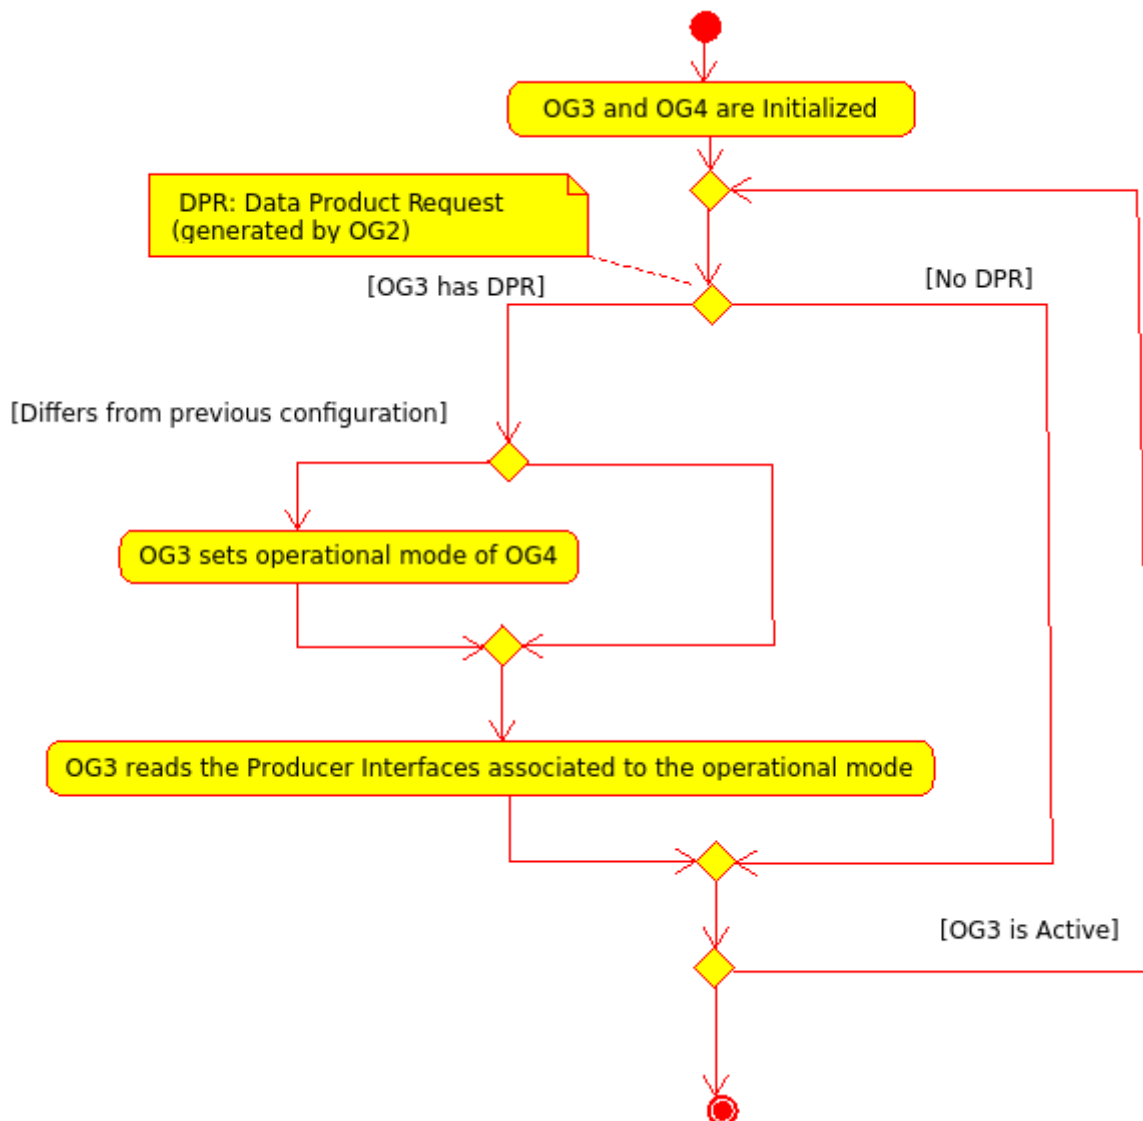 OG3 and OG4 are Initialized
DPR: Data Product Request
(generated by OG2)
[OG3 has DPR]
[No DPR]
[Differs from previous configuration]
OG3 sets operational mode of OG4
OG3 reads the Producer Interfaces associated to the operational mode
[OG3 is Active]